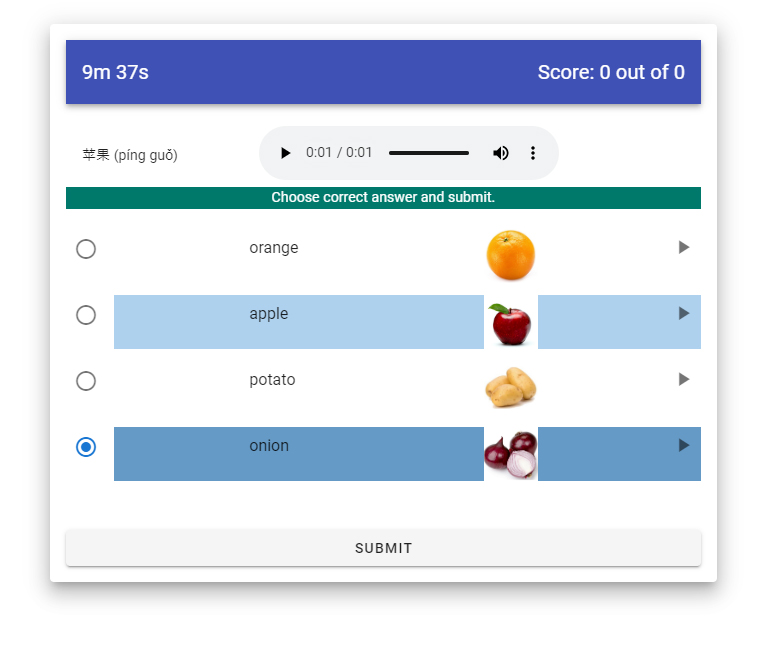 9m 37s Score: 0 out of 0
苹果 (píng guǒ) 0:01 / 0:01
Choose correct answer and submit.
orange
apple
potato
onion
SUBMIT